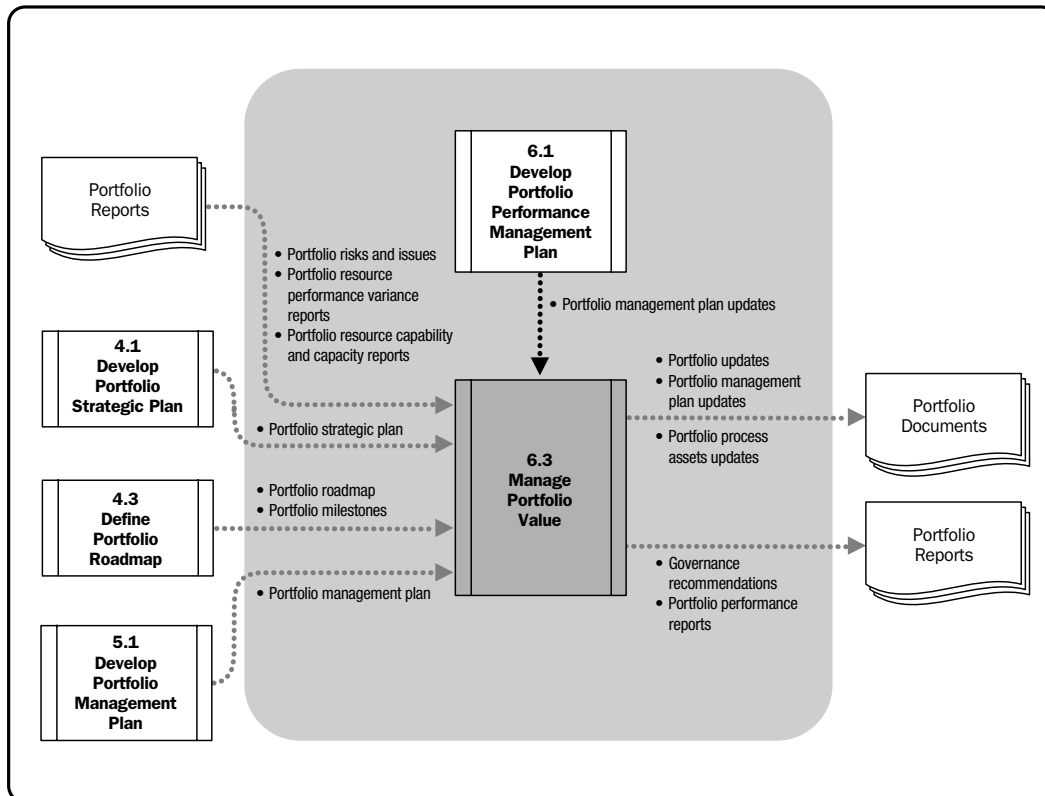 Portfolio
Reports
4.1
Develop
Portfolio
Strategic Plan
4.3
Define
Portfolio
Roadmap
5.1
Develop
Portfolio
Management
Plan
• Portfolio risks and issues
• Portfolio resource
performance variance
reports
• Portfolio resource capability
and capacity reports
• Portfolio strategic plan
• Portfolio roadmap
• Portfolio milestones
• Portfolio management plan
6.1
Develop
Portfolio
Performance
Management
Plan
• Portfolio management plan updates
6.3
Manage
Portfolio
Value
• Portfolio updates
• Portfolio management
plan updates
• Portfolio process
assets updates
• Governance
recommendations
• Portfolio performance
reports
Portfolio
Documents
Portfolio
Reports